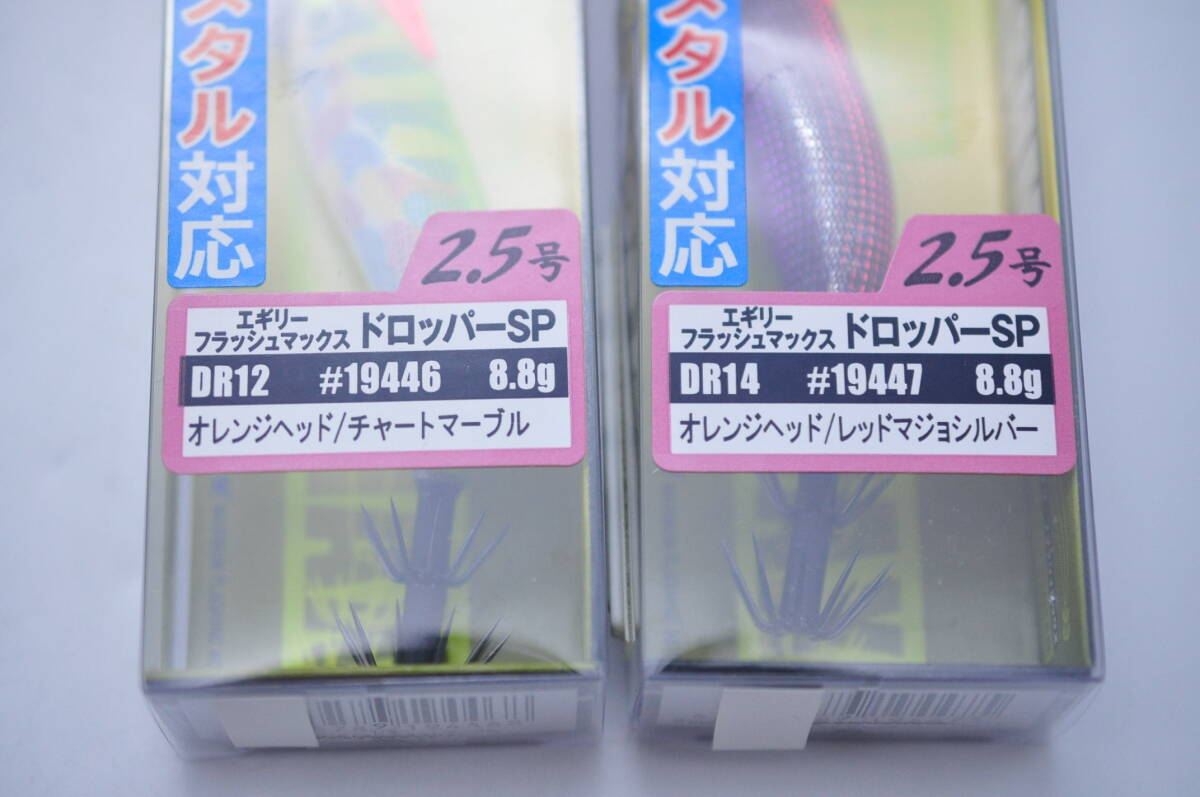 スタル対応
2.5号
エギリー
フラッシュマックス ドロッパーSP
DR12 #19446 8.8g
オレンジヘッド/チャートマーブル
スタル対応
2.5号
エギリー
フラッシュマックス ドロッパーSP
DR14 #19447 8.8g
オレンジヘッド/レッドマジョシルバー